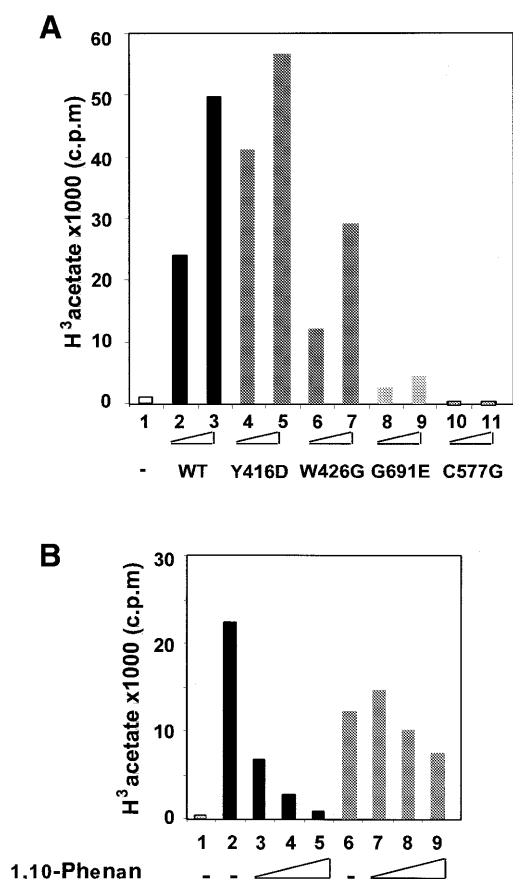 A
60
50
40
30
20
10
0
H³acetate x1000 (c.p.m)
1 2 3 4 5 6 7 8 9 10 11
- WT Y416D W426G G691E C577G
B
30
20
10
0
H³acetate x1000 (c.p.m)
1 2 3 4 5 6 7 8 9
1,10-Phenan - - -